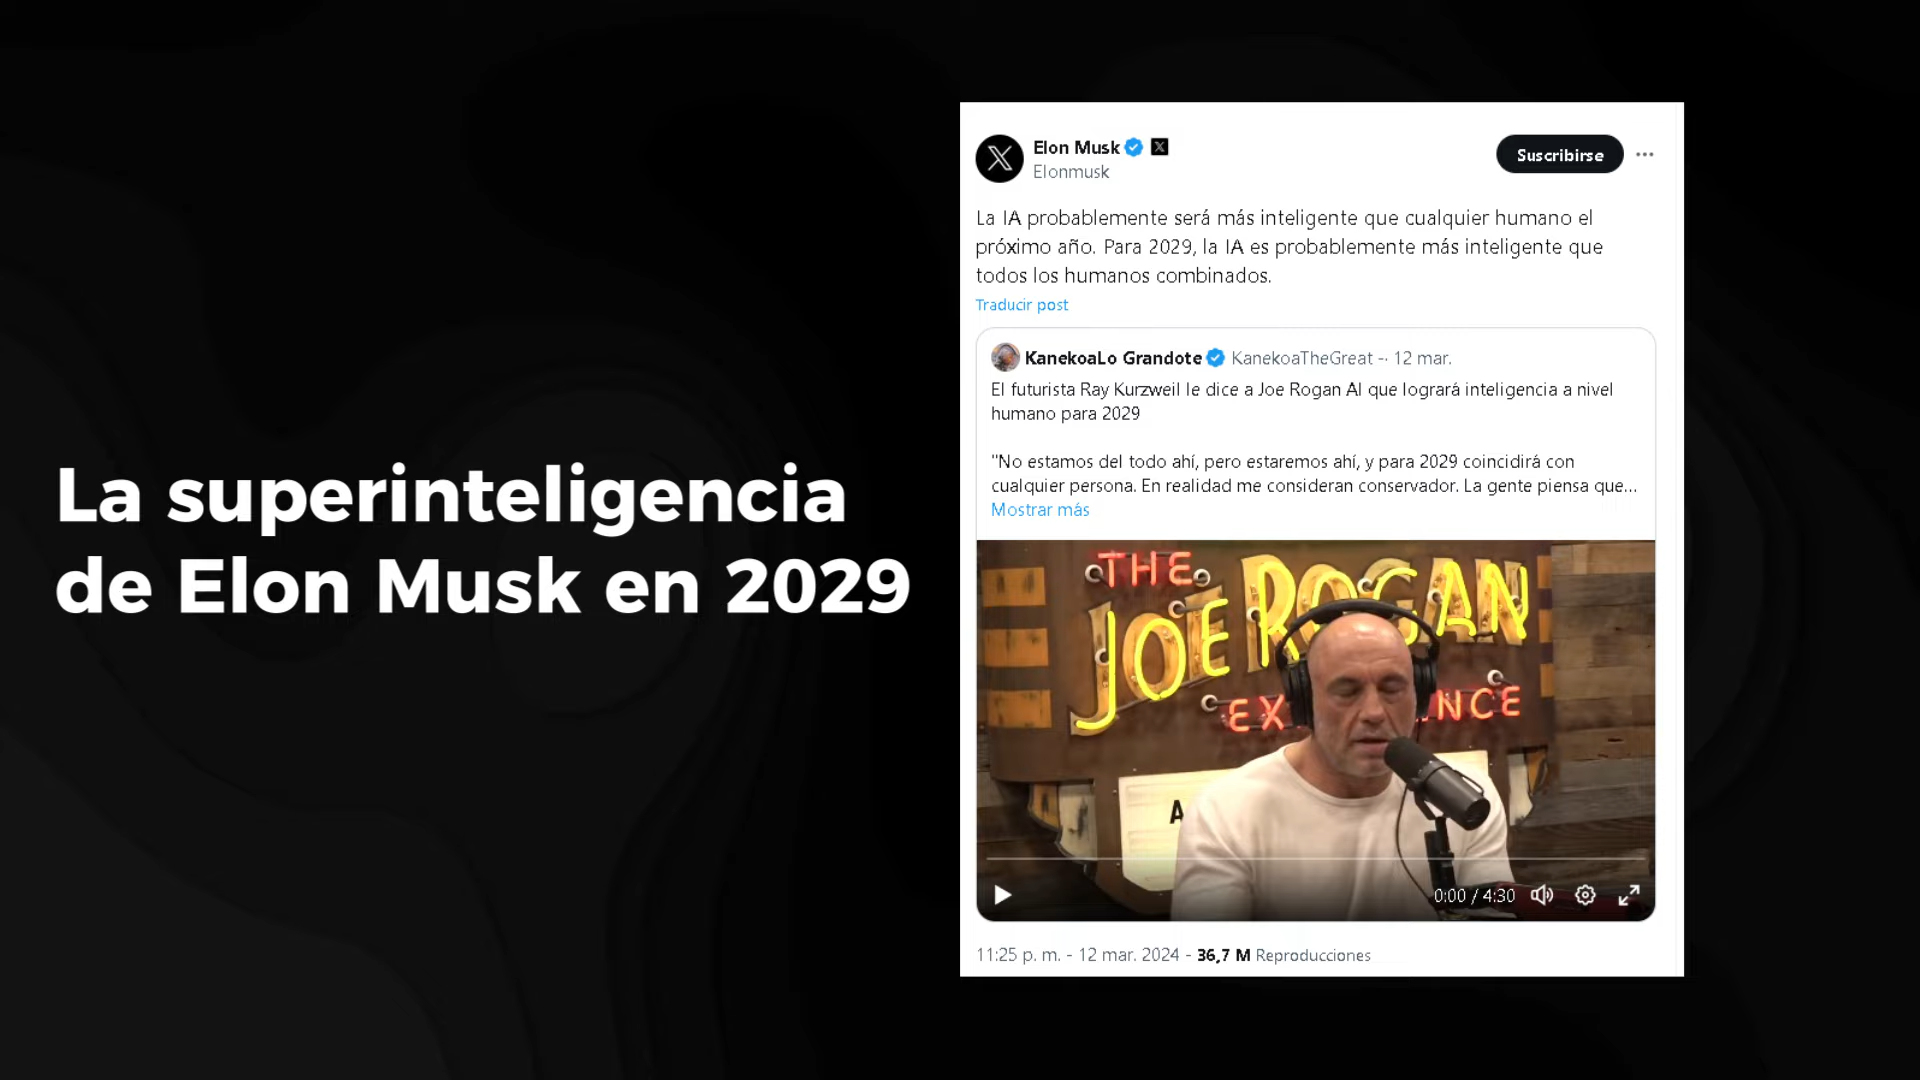 La superinteligencia
de Elon Musk en 2029
Elon Musk
Elonmusk
Suscribirse
La IA probablemente será más inteligente que cualquier humano el
próximo año. Para 2029, la IA es probablemente más inteligente que
todos los humanos combinados.
Traducir post
KanekoaLo Grandote KanekoaTheGreat -· 12 mar.
El futurista Ray Kurzweil le dice a Joe Rogan AI que logrará inteligencia a nivel
humano para 2029
"No estamos del todo ahí, pero estaremos ahí, y para 2029 coincidirá con
cualquier persona. En realidad me consideran conservador. La gente piensa que...
Mostrar más
THE
JOE ROGAN
EX NCE
A
0:00 / 4:30
11:25 p. m. - 12 mar. 2024 - 36,7 M Reproducciones